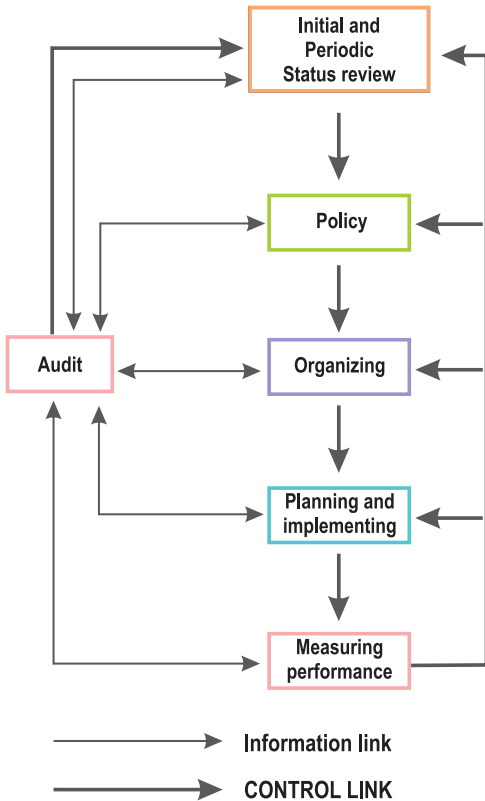 Initial and
Periodic
Status review
Policy
Audit
Organizing
Planning and
implementing
Measuring
performance
Information link
CONTROL LINK